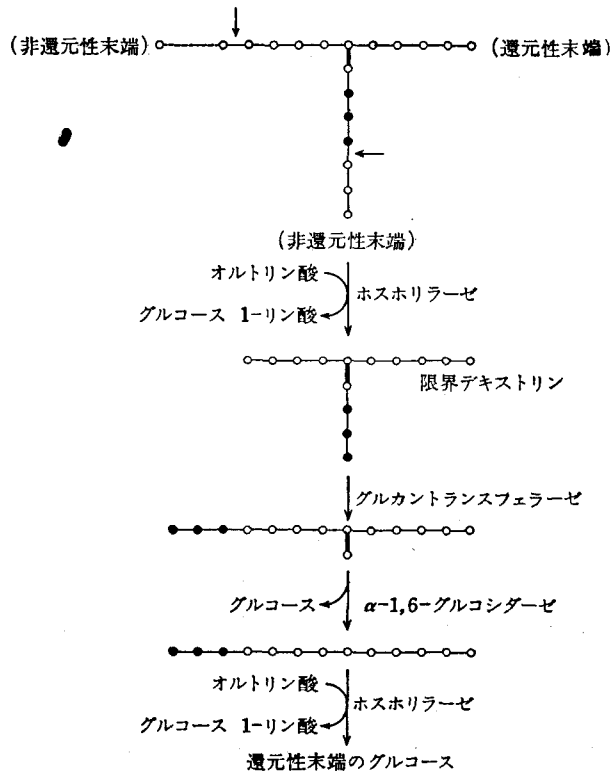 (非還元性末端)
(還元性末端)
(非還元性末端)
オルトリン酸
ホスホリラーゼ
グルコース 1-リン酸
限界デキストリン
グルカントランスフェラーゼ
グルコース
α-1,6-グルコシダーゼ
オルトリン酸
ホスホリラーゼ
グルコース 1-リン酸
還元性末端のグルコース